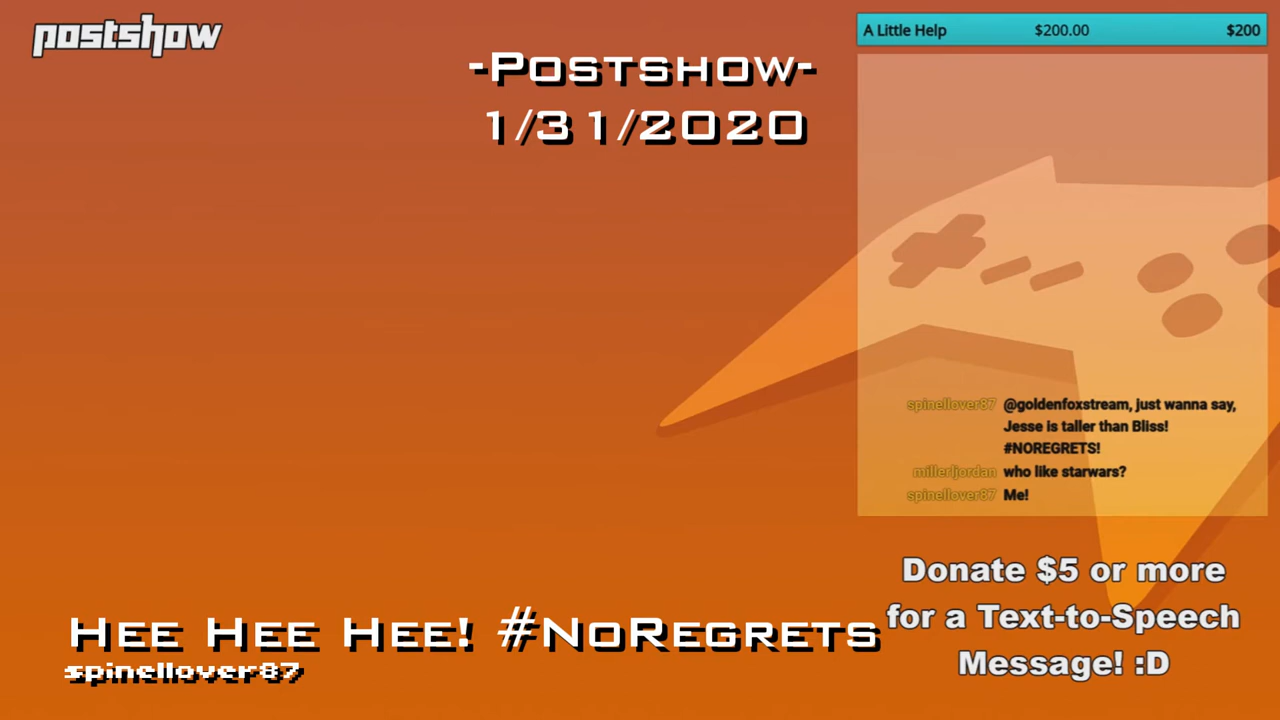 postshow
-Postshow-
1/31/2020
A Little Help $200.00 $200
spinellover87 @goldenfoxstream, just wanna say,
Jesse is taller than Bliss!
#NOREGRETS!
millerljordan who like starwars?
spinellover87 Me!
Donate $5 or more
for a Text-to-Speech
Message! :D
Hee Hee Hee! #NoRegrets
spinellover87